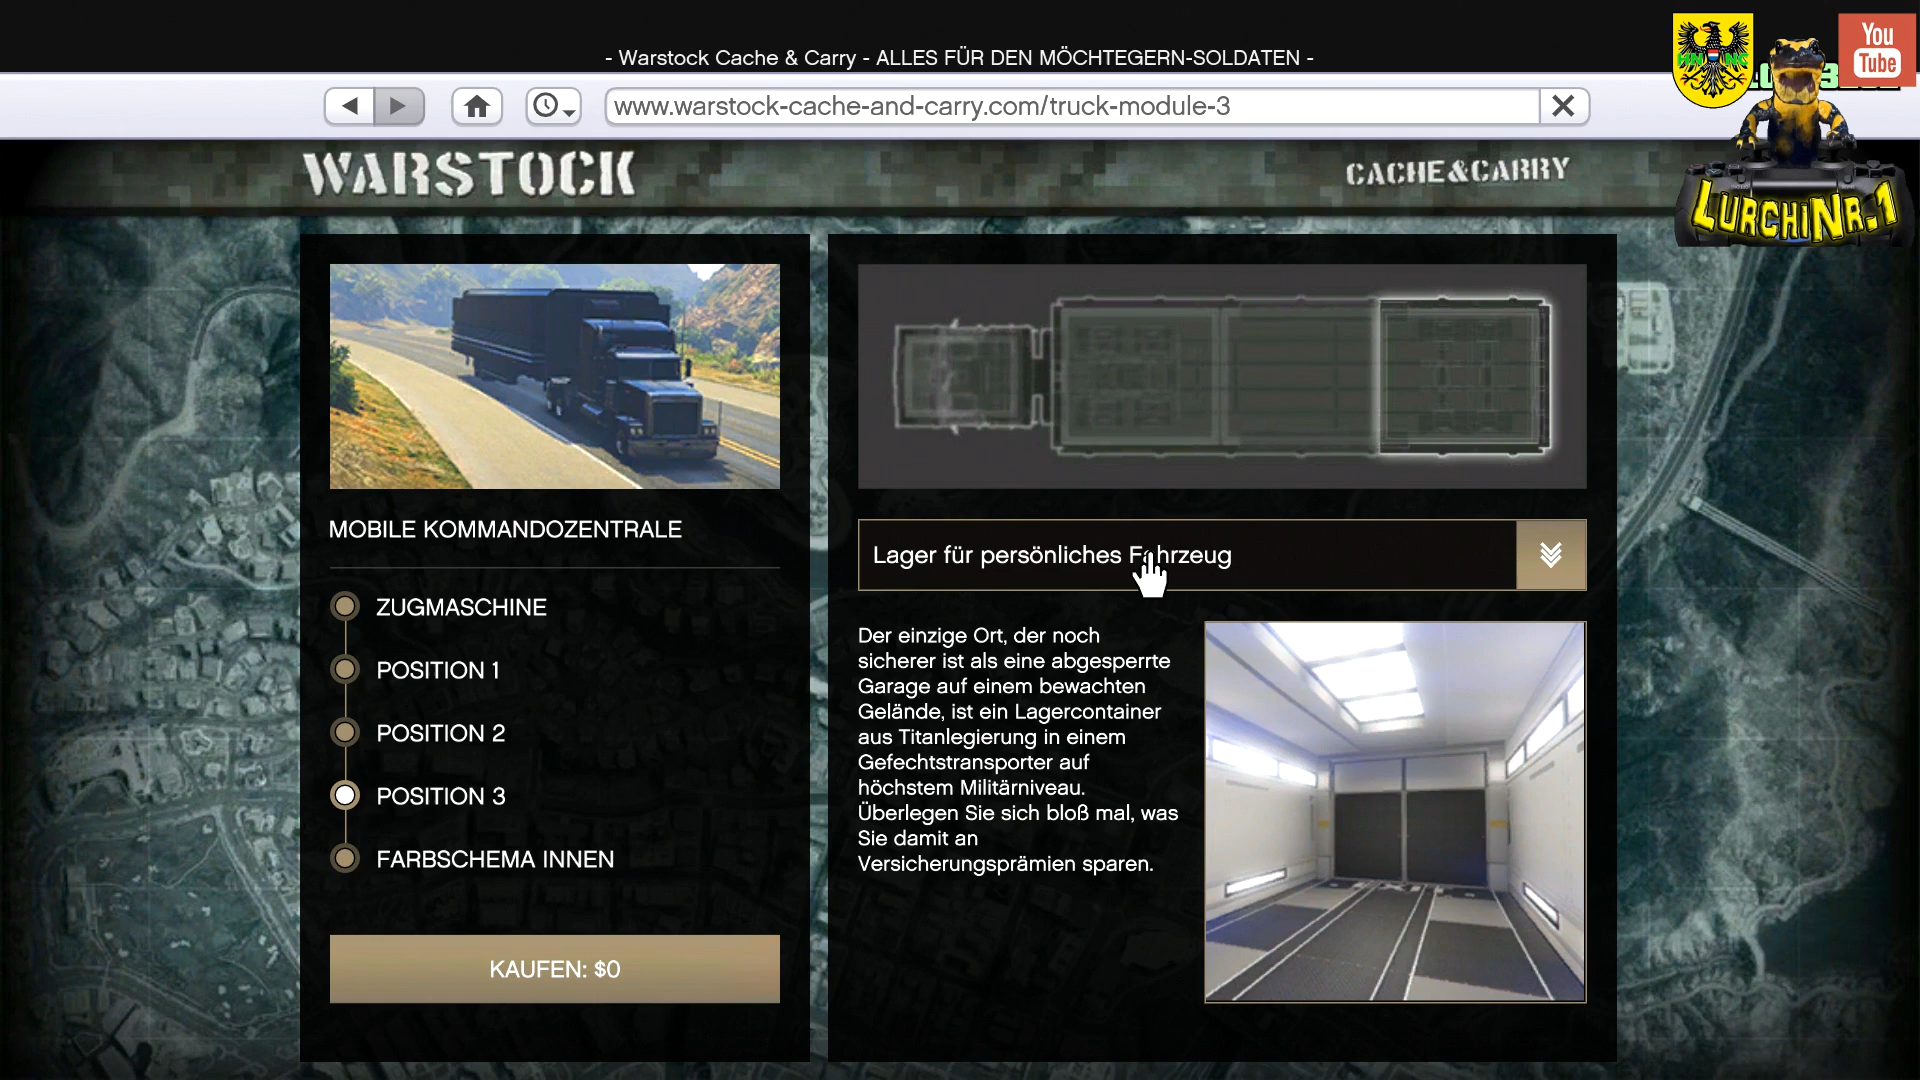 - Warstock Cache & Carry - ALLES FÜR DEN MÖCHTEGERN-SOLDATEN -
www.warstock-cache-and-carry.com/truck-module-3
You
Tube
HN NC
LURCHINR.1
WARSTOCK
CACHE&CARRY
MOBILE KOMMANDOZENTRALE
ZUGMASCHINE
POSITION 1
POSITION 2
POSITION 3
FARBSCHEMA INNEN
KAUFEN: $0
Lager für persönliches Fahrzeug
Der einzige Ort, der noch
sicherer ist als eine abgesperrte
Garage auf einem bewachten
Gelände, ist ein Lagercontainer
aus Titanlegierung in einem
Gefechtstransporter auf
höchstem Militärniveau.
Überlegen Sie sich bloß mal, was
Sie damit an
Versicherungsprämien sparen.